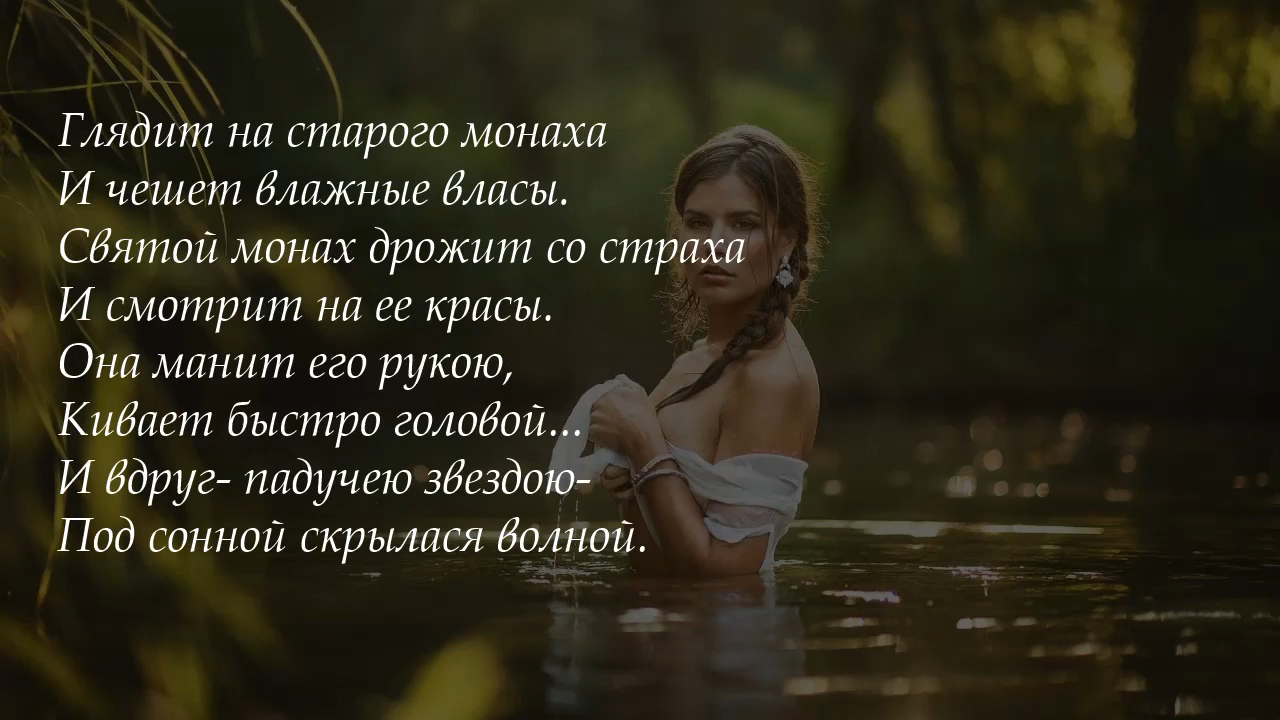 Глядит на старого монаха
И чешет влажные власы.
Святой монах дрожит со страха
И смотрит на ее красы.
Она манит его рукою,
Кивает быстро головой...
И вдруг- падучею звездою-
Под сонной скрылася волной.